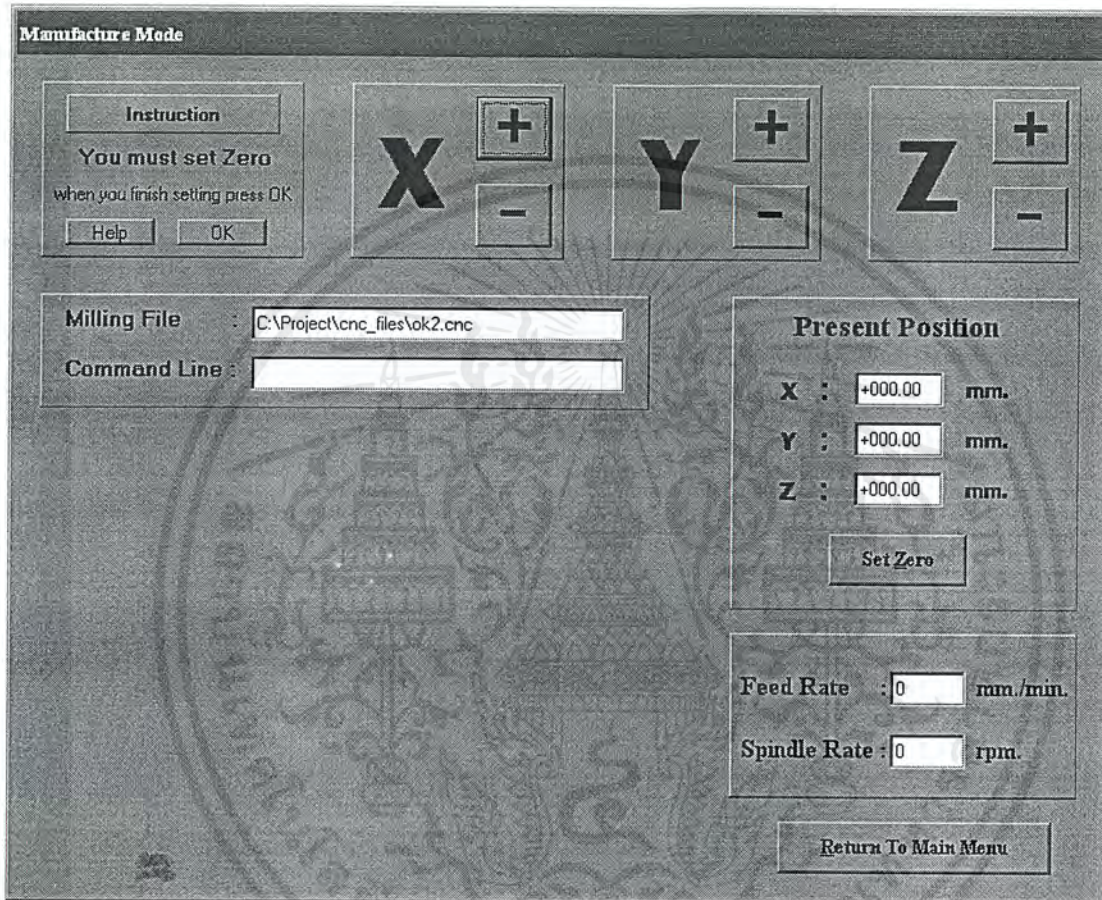 Manufacture Mode
Instruction
You must set Zero
when you finish setting press OK
Help OK
X + -
Y + -
Z + -
Milling File : C:\Project\cnc_files\ok2.cnc
Command Line :
Present Position
X : +000.00 mm.
Y : +000.00 mm.
Z : +000.00 mm.
Set Zero
Feed Rate : 0 mm./min.
Spindle Rate : 0 rpm.
Return To Main Menu